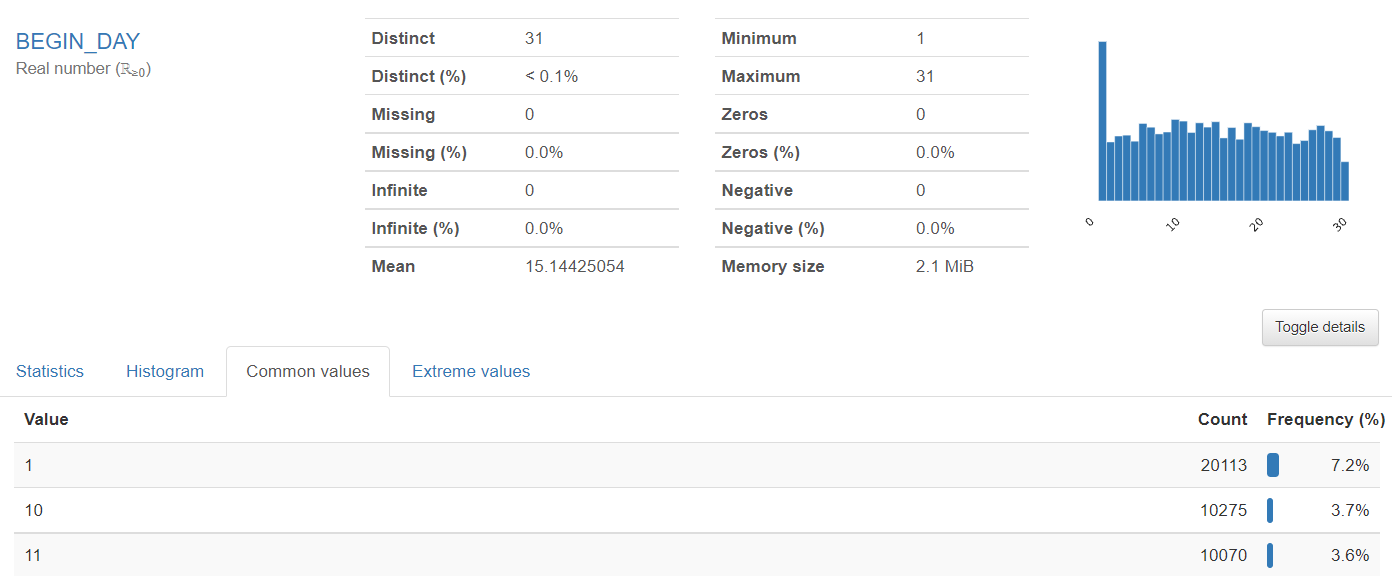 BEGIN_DAY
Real number (ℝ≥0)
Distinct 31
Distinct (%) < 0.1%
Missing 0
Missing (%) 0.0%
Infinite 0
Infinite (%) 0.0%
Mean 15.14425054
Minimum 1
Maximum 31
Zeros 0
Zeros (%) 0.0%
Negative 0
Negative (%) 0.0%
Memory size 2.1 MiB
0 10 20 30
Toggle details
Statistics Histogram Common values Extreme values
Value Count Frequency (%)
1 20113 7.2%
10 10275 3.7%
11 10070 3.6%